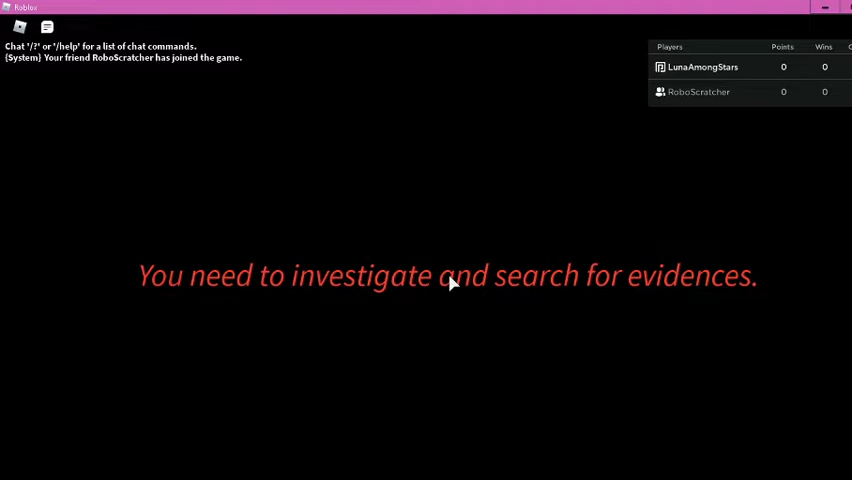 Roblox
Chat '/?' or '/help' for a list of chat commands.
{System} Your friend RoboScratcher has joined the game.
Players Points Wins
LunaAmongStars 0 0
RoboScratcher 0 0
You need to investigate and search for evidences.